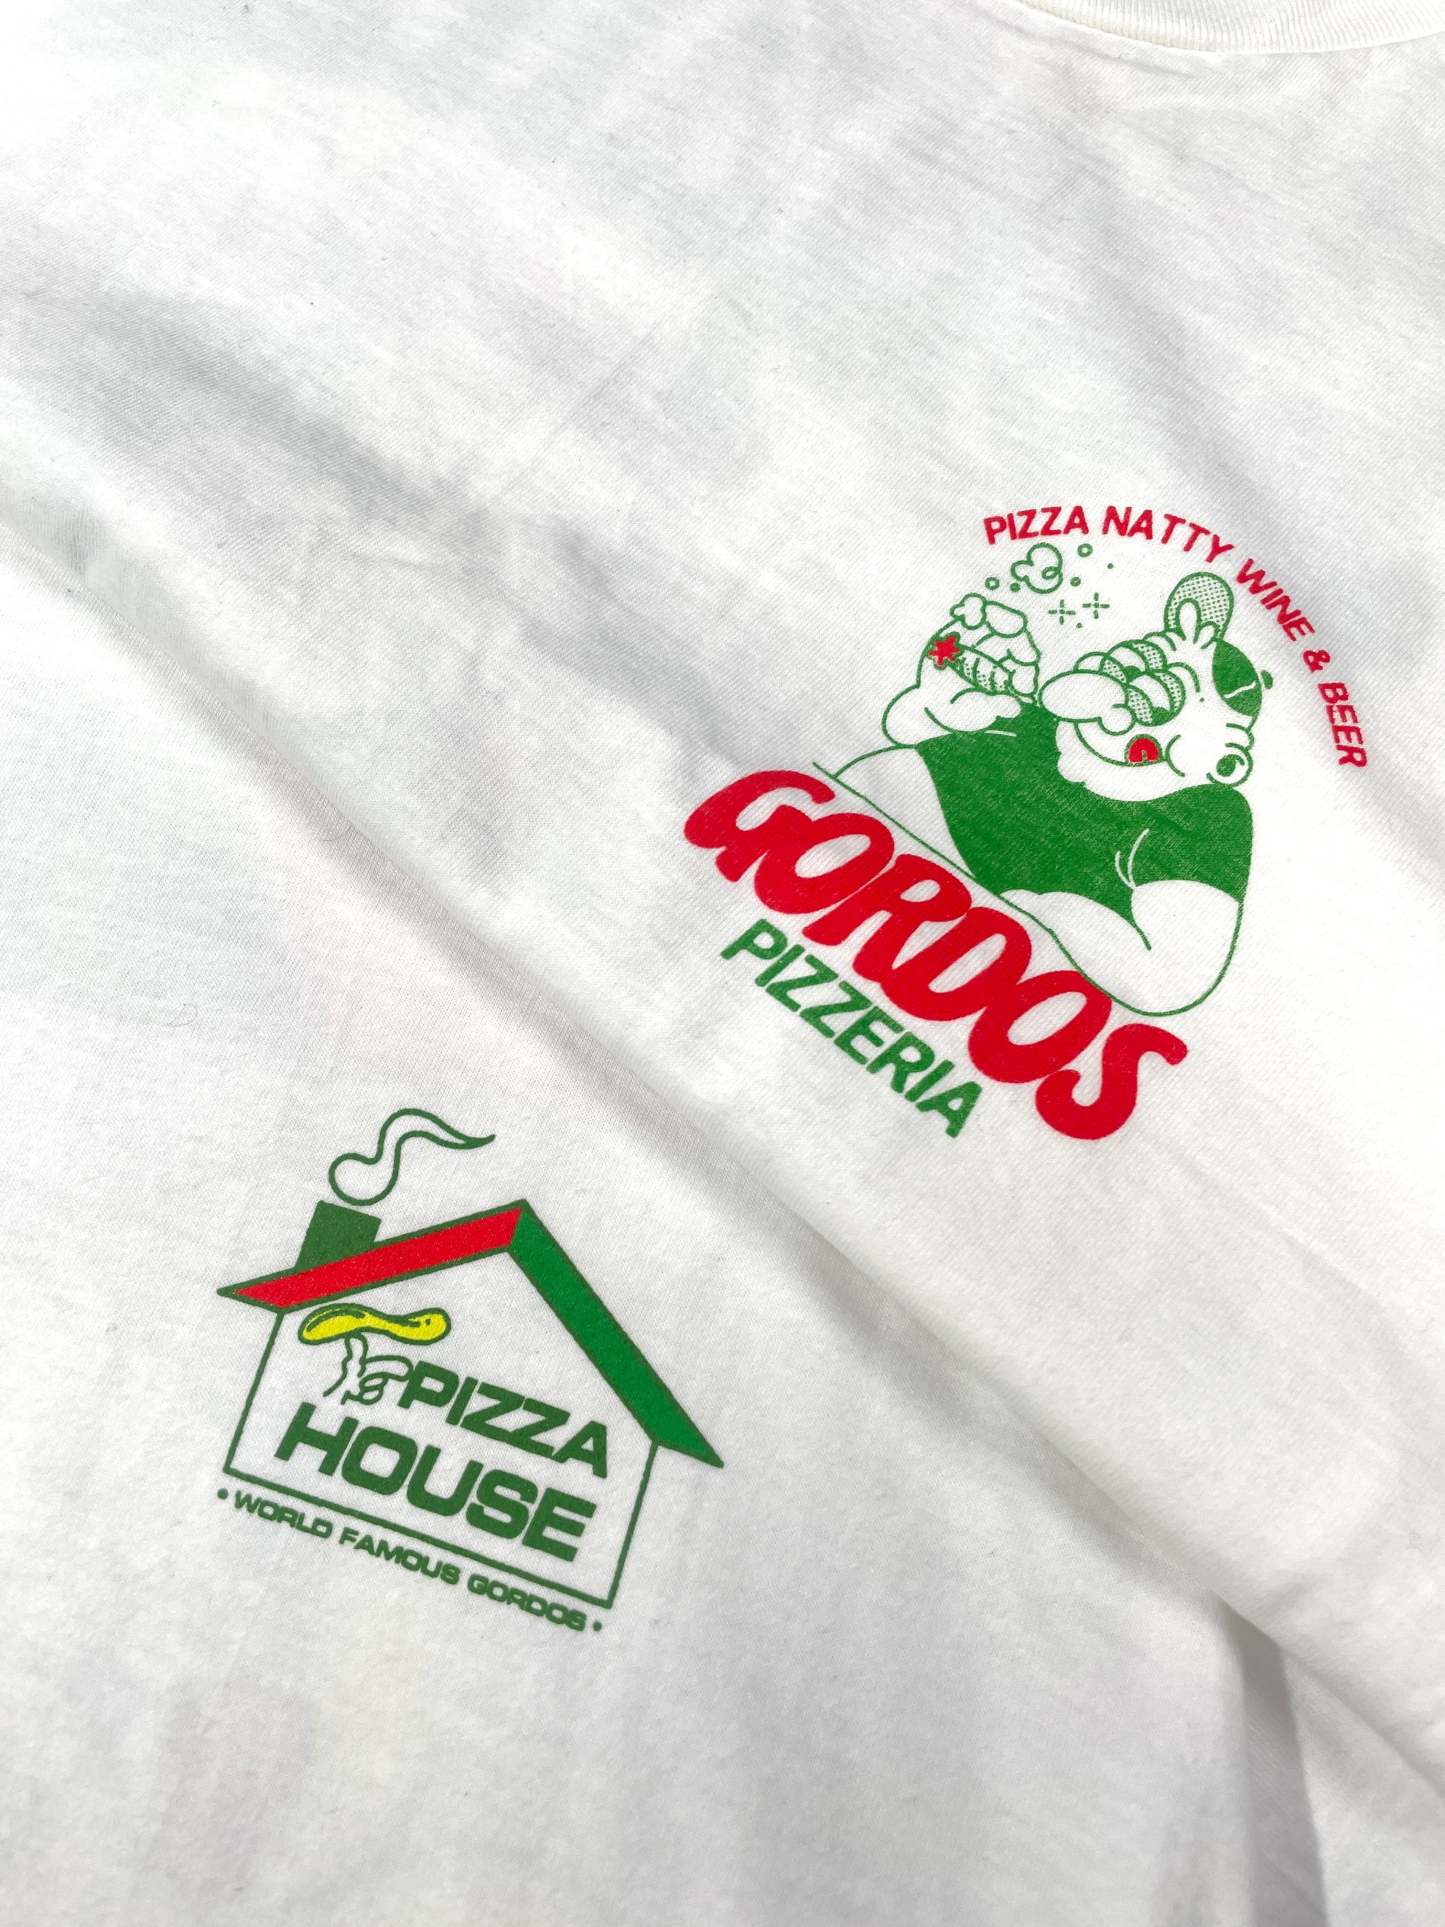 PIZZA NATTY WINE & BEER
GORDOS
PIZZERIA
PIZZA
HOUSE
• WORLD FAMOUS GORDOS •